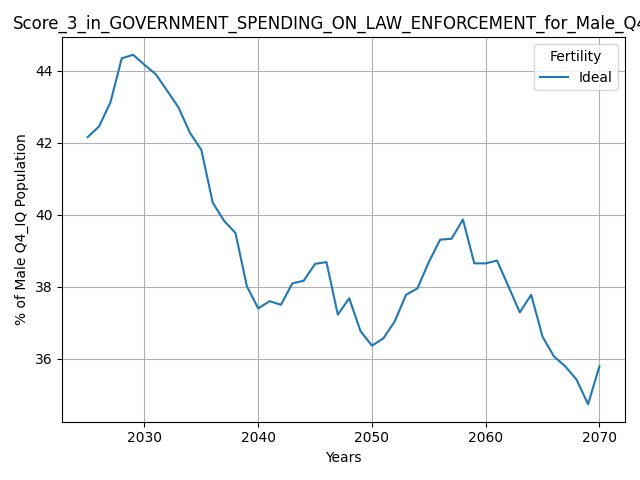 Score_3_in_GOVERNMENT_SPENDING_ON_LAW_ENFORCEMENT_for_Male_Q4
Fertility
Ideal
% of Male Q4_IQ Population
44
42
40
38
36
2030 2040 2050 2060 2070
Years